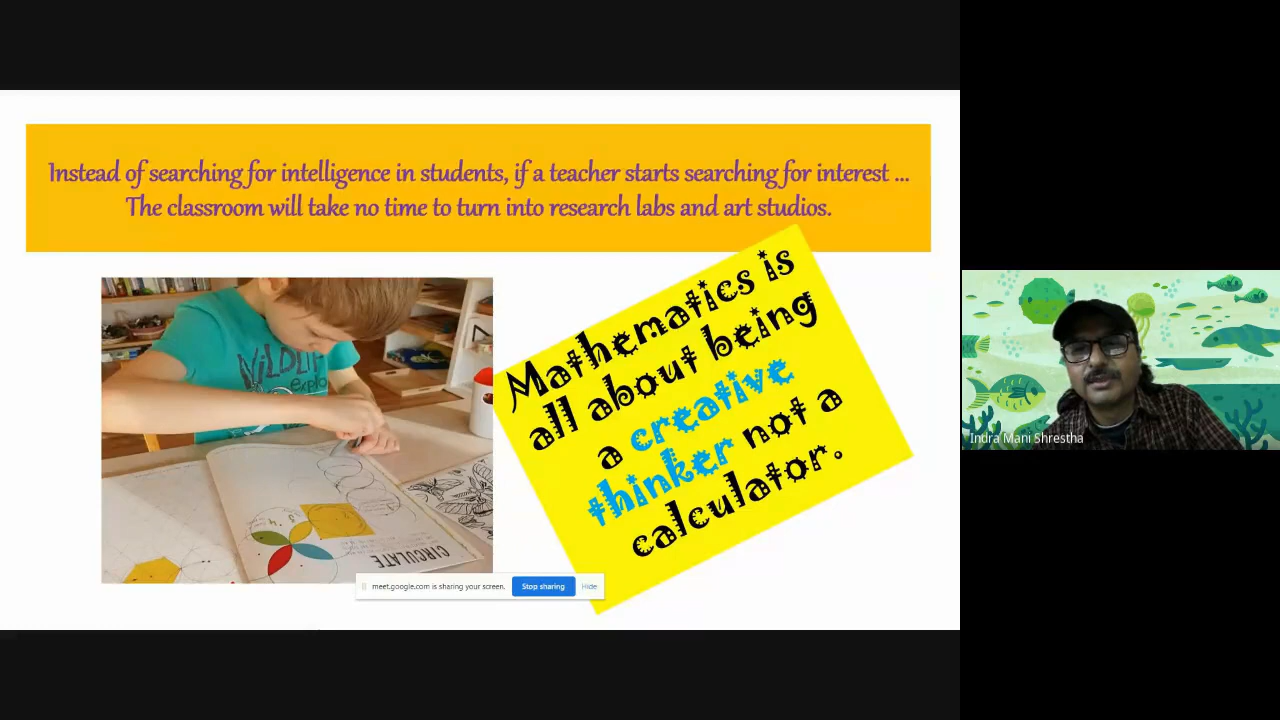 Instead of searching for intelligence in students, if a teacher starts searching for interest ...
The classroom will take no time to turn into research labs and art studios.
WiLDLIFE
explo
CIRCULATE
Mathematics is
all about being
a creative
thinker not a
calculator.
meet.google.com is sharing your screen.
Stop sharing
Hide
Indra Mani Shrestha